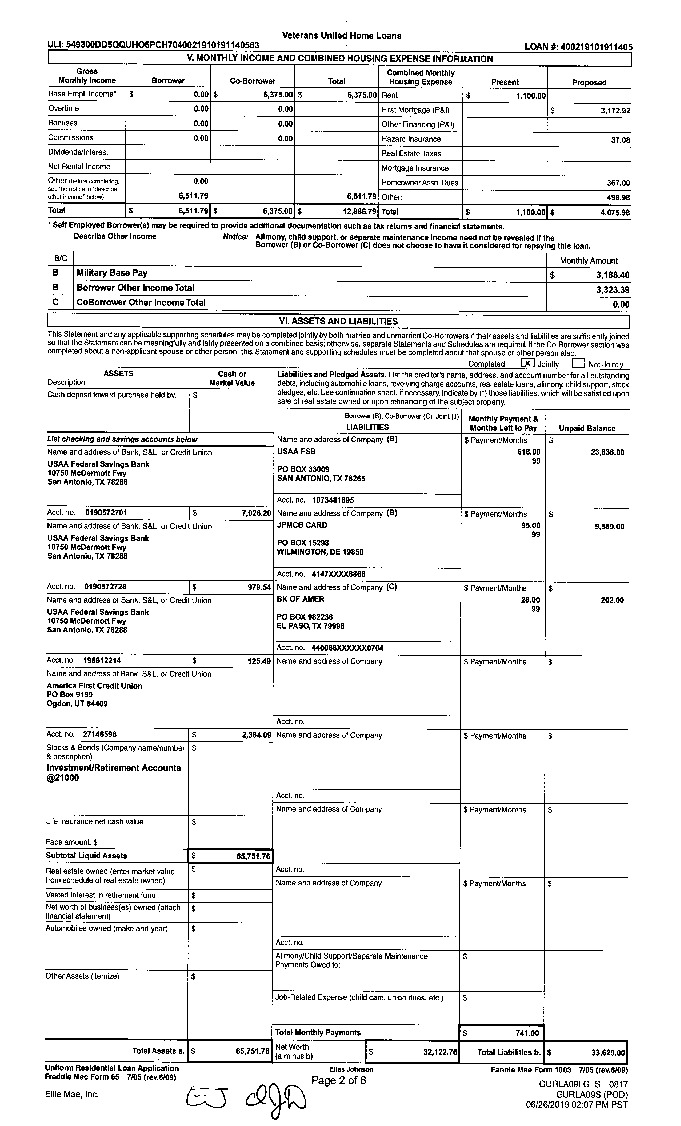 Veterans United Home Loans
ULI: 549300DD5QQUHO6PCH70400219101911405​83 LOAN #: 400219101911405
V. MONTHLY INCOME AND COMBINED HOUSING EXPENSE INFORMATION
Gross Monthly Income Borrower Co-Borrower Total Combined Monthly Housing Expense Present Proposed
Base Empl. Income* $ 0.00 $ 6,375.00 $ 6,375.00 Rent $ 1,100.00
Overtime 0.00 0.00 First Mortgage (P&I) $ 3,172.92
Bonuses 0.00 0.00 Other Financing (P&I)
Commissions 0.00 0.00 Hazard Insurance 37.08
Dividends/Interest Real Estate Taxes
Net Rental Income Mortgage Insurance
Other (before completing, see the notice in "describe other income" below) 0.00 Homeowner Assn. Dues 367.00
6,511.79 6,511.79 Other: 498.98
Total $ 6,511.79 $ 6,375.00 $ 12,886.79 Total $ 1,100.00 $ 4,075.98
* Self Employed Borrower(s) may be required to provide additional documentation such as tax returns and financial statements.
Describe Other Income Notice: Alimony, child support, or separate maintenance income need not be revealed if the
Borrower (B) or Co-Borrower (C) does not choose to have it considered for repaying this loan.
B/C Monthly Amount
B Military Base Pay $ 3,188.40
B Borrower Other Income Total 3,323.39
C CoBorrower Other Income Total 0.00
VI. ASSETS AND LIABILITIES
This Statement and any applicable supporting schedules may be completed jointly by both married and unmarried Co-Borrowers if their assets and liabilities are sufficiently joined
so that the Statement can be meaningfully and fairly presented on a combined basis; otherwise, separate Statements and Schedules are required. If the Co-Borrower section was
completed about a non-applicant spouse or other person, this Statement and supporting schedules must be completed about that spouse or other person also.
Completed X Jointly Not Jointly
ASSETS Cash or Market Value
Description
Cash deposit toward purchase held by: $
Liabilities and Pledged Assets. List the creditor's name, address, and account number for all outstanding
debts, including automobile loans, revolving charge accounts, real estate loans, alimony, child support, stock
pledges, etc. Use continuation sheet, if necessary. Indicate by (*) those liabilities, which will be satisfied upon
sale of real estate owned or upon refinancing of the subject property.
Borrower (B), Co-Borrower (C), Joint (J)
LIABILITIES Monthly Payment & Months Left to Pay Unpaid Balance
List checking and savings accounts below
Name and address of Bank, S&L, or Credit Union
USAA Federal Savings Bank
10750 McDermott Fwy
San Antonio, TX 78288
Acct. no. 0190572701 $ 7,026.20
Name and address of Company (B) $ Payment/Months $
USAA FSB 618.00 23,838.00
99
PO BOX 33009
SAN ANTONIO, TX 78265
Acct. no. 1073481895
Name and address of Bank, S&L, or Credit Union
USAA Federal Savings Bank
10750 McDermott Fwy
San Antonio, TX 78288
Acct. no. 0190572728 $ 979.54
Name and address of Company (B) $ Payment/Months $
JPMCB CARD 95.00 9,589.00
99
PO BOX 15298
WILMINGTON, DE 19850
Acct. no. 4147XXXX8868
Name and address of Bank, S&L, or Credit Union
USAA Federal Savings Bank
10750 McDermott Fwy
San Antonio, TX 78288
Acct. no. 198612214 $ 125.49
Name and address of Company (C) $ Payment/Months $
BK OF AMER 28.00 202.00
99
PO BOX 982238
EL PASO, TX 79998
Acct. no. 440066XXXXXX0704
Name and address of Bank, S&L, or Credit Union
America First Credit Union
PO Box 9199
Ogden, UT 84409
Acct. no. 27146598 $ 2,384.09
Name and address of Company $ Payment/Months $
Acct. no.
Stocks & Bonds (Company name/number & description) $
Investment/Retirement Accounts
@21000
Name and address of Company $ Payment/Months $
Acct. no.
Life insurance net cash value $
Face amount: $
Subtotal Liquid Assets $ 65,751.76
Name and address of Company $ Payment/Months $
Acct. no.
Real estate owned (enter market value from schedule of real estate owned) $
Vested interest in retirement fund $
Net worth of business(es) owned (attach financial statement) $
Automobiles owned (make and year) $
Name and address of Company $ Payment/Months $
Acct. no.
Other Assets (itemize) $
Alimony/Child Support/Separate Maintenance Payments Owed to: $
Job-Related Expense (child care, union dues, etc.) $
Total Monthly Payments $ 741.00
Total Assets a. $ 65,751.76 Net Worth (a minus b) $ 32,122.76 Total Liabilities b. $ 33,629.00
Uniform Residential Loan Application
Freddie Mac Form 65 7/05 (rev.6/09)
Ellis Johnson
Page 2 of 6
Fannie Mae Form 1003 7/05 (rev.6/09)
Ellie Mae, Inc.
EJ
GURLA09LG_S 0817
GURLA09S (POD)
06/26/2019 02:07 PM PST